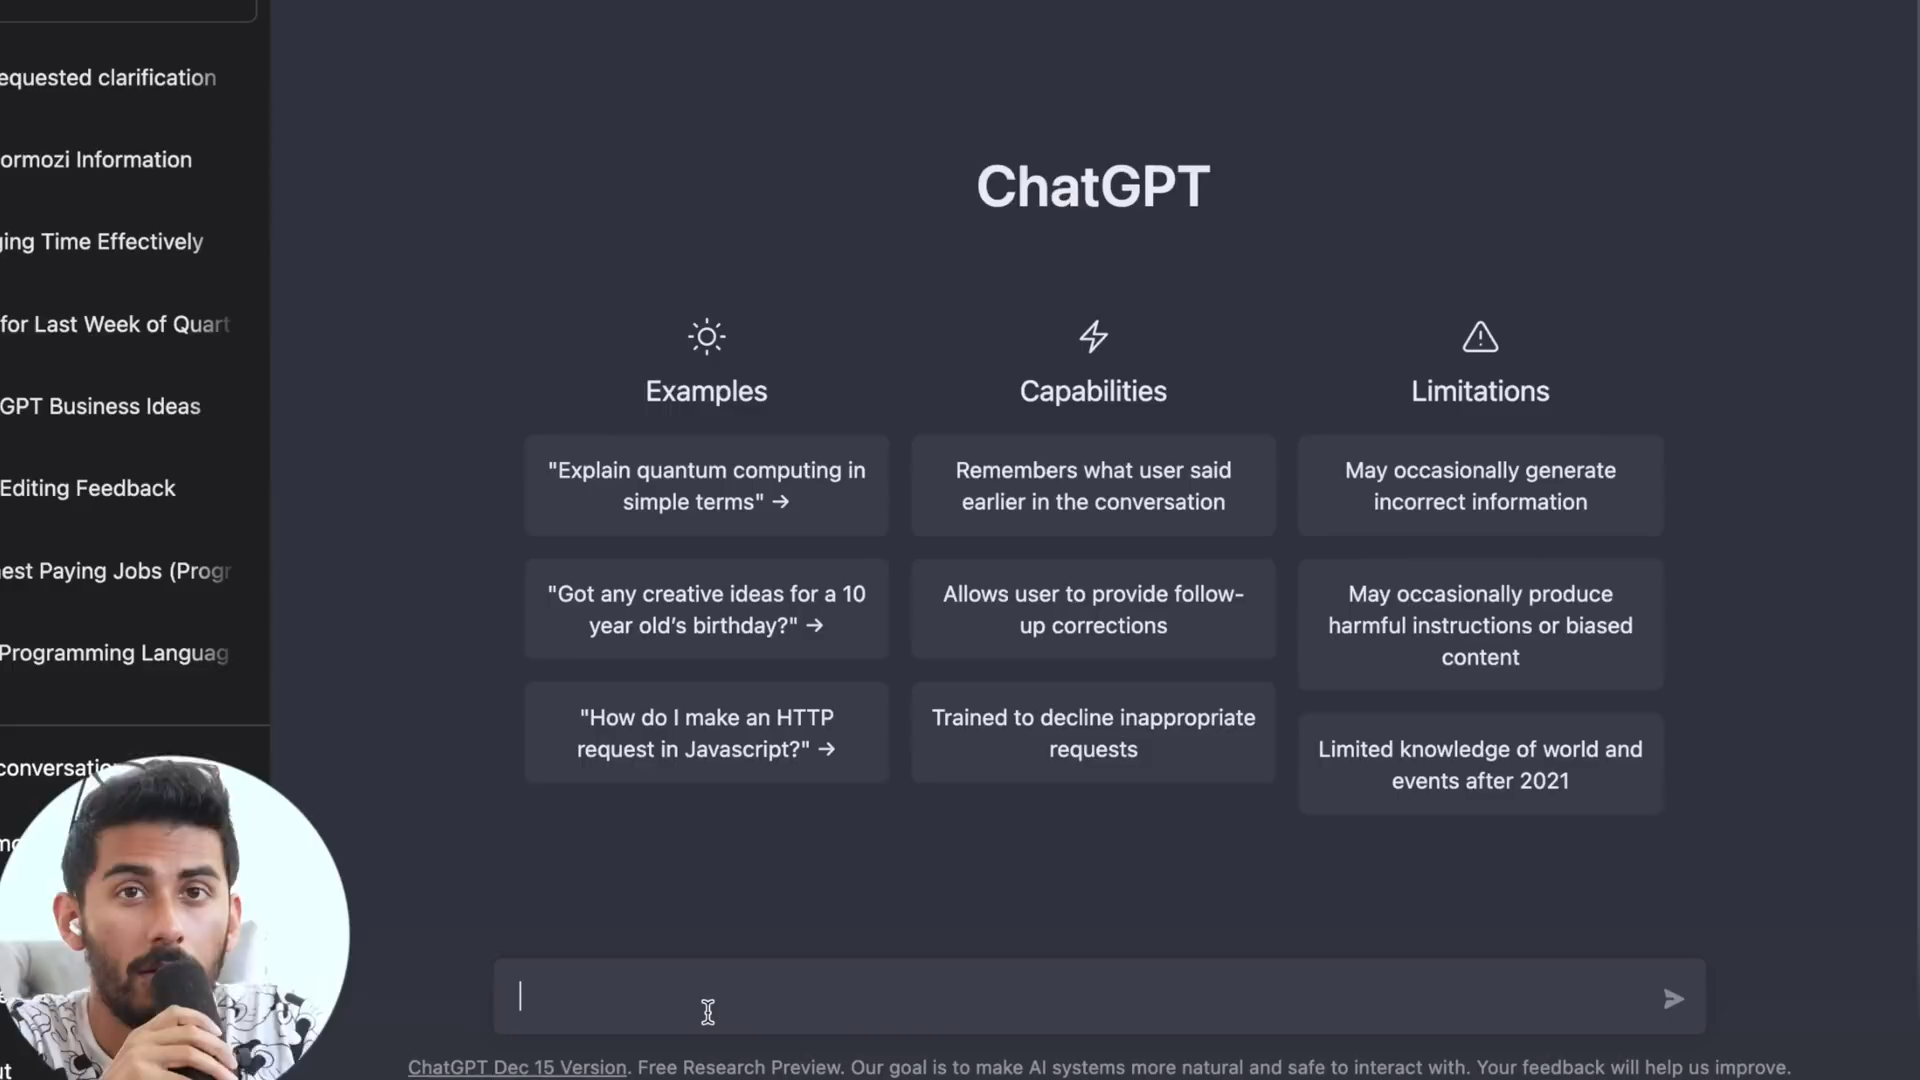 equested clarification
ormozi Information
ging Time Effectively
for Last Week of Quart
GPT Business Ideas
Editing Feedback
est Paying Jobs (Progr
Programming Languag
conversatio
ChatGPT
Examples
Capabilities
Limitations
"Explain quantum computing in
simple terms" →
"Got any creative ideas for a 10
year old's birthday?" →
"How do I make an HTTP
request in Javascript?" →
Remembers what user said
earlier in the conversation
Allows user to provide follow-
up corrections
Trained to decline inappropriate
requests
May occasionally generate
incorrect information
May occasionally produce
harmful instructions or biased
content
Limited knowledge of world and
events after 2021
ChatGPT Dec 15 Version. Free Research Preview. Our goal is to make AI systems more natural and safe to interact with. Your feedback will help us improve.